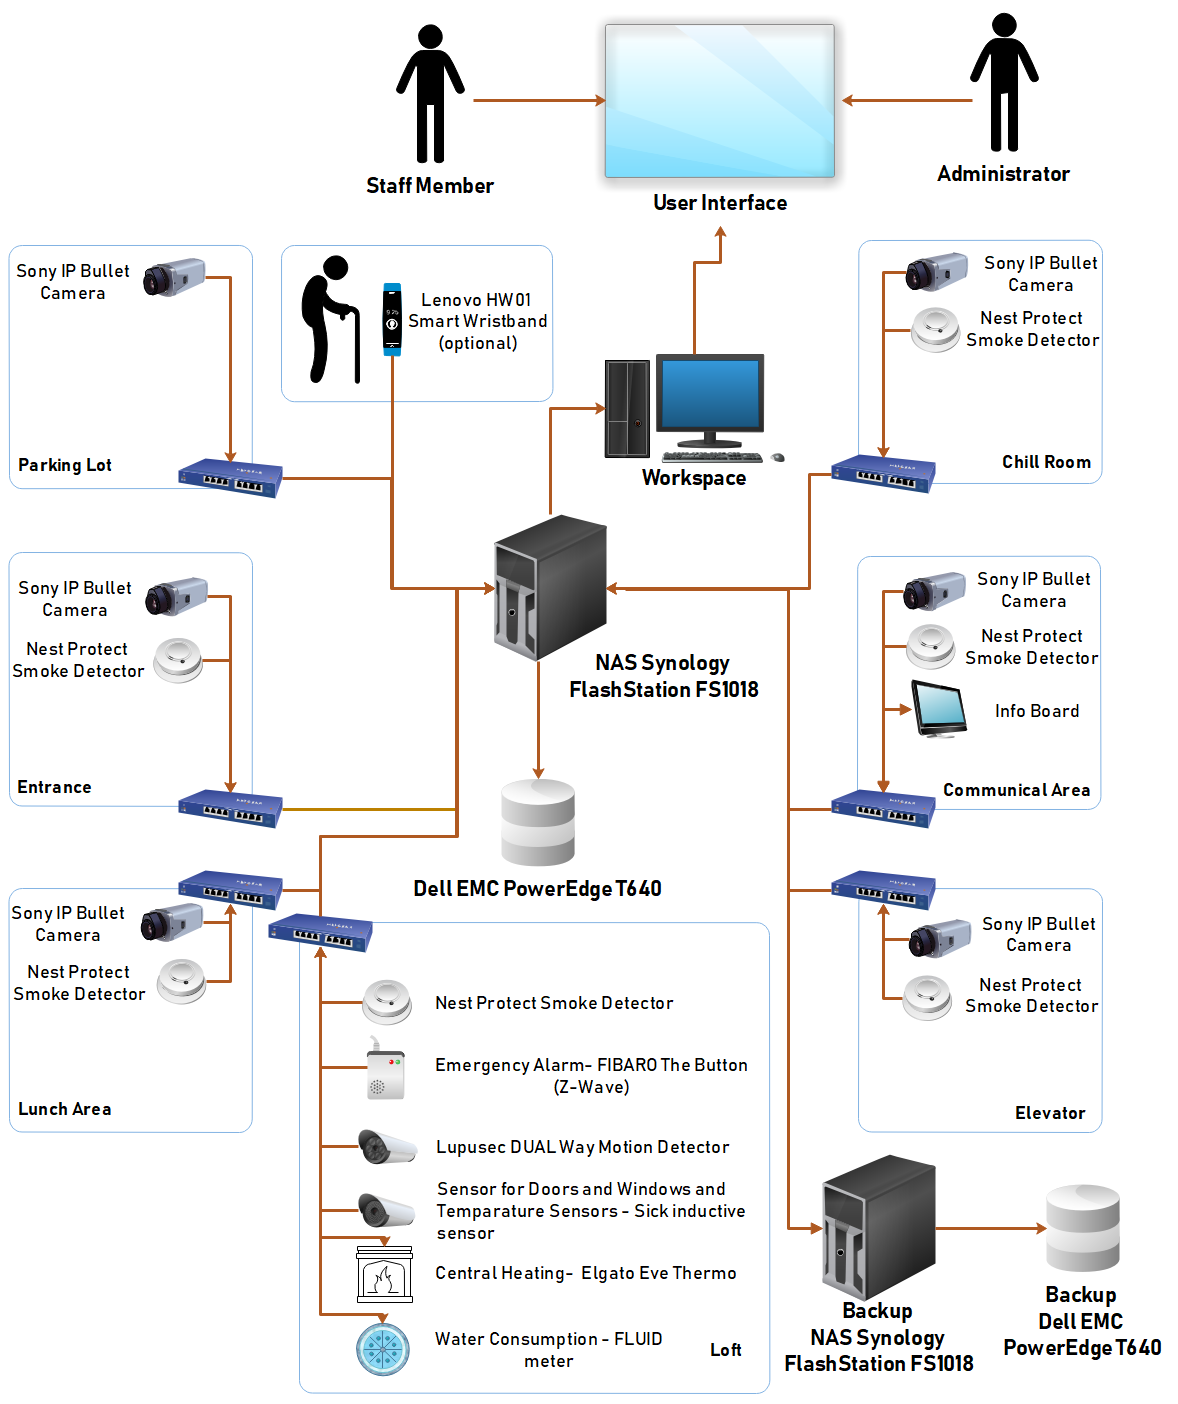 Staff Member
User Interface
Administrator
Sony IP Bullet
Camera
Parking Lot
Lenovo HW01
Smart Wristband
(optional)
Workspace
Sony IP Bullet
Camera
Nest Protect
Smoke Detector
Chill Room
Sony IP Bullet
Camera
Nest Protect
Smoke Detector
Entrance
NAS Synology
FlashStation FS1018
Sony IP Bullet
Camera
Nest Protect
Smoke Detector
Info Board
Communical Area
Dell EMC PowerEdge T640
Sony IP Bullet
Camera
Nest Protect
Smoke Detector
Lunch Area
Nest Protect Smoke Detector
Emergency Alarm- FIBARO The Button
(Z-Wave)
Lupusec DUAL Way Motion Detector
Sensor for Doors and Windows and
Temparature Sensors - Sick inductive
sensor
Central Heating- Elgato Eve Thermo
Water Consumption - FLUID
meter
Loft
Sony IP Bullet
Camera
Nest Protect
Smoke Detector
Elevator
Backup
NAS Synology
FlashStation FS1018
Backup
Dell EMC
PowerEdge T640